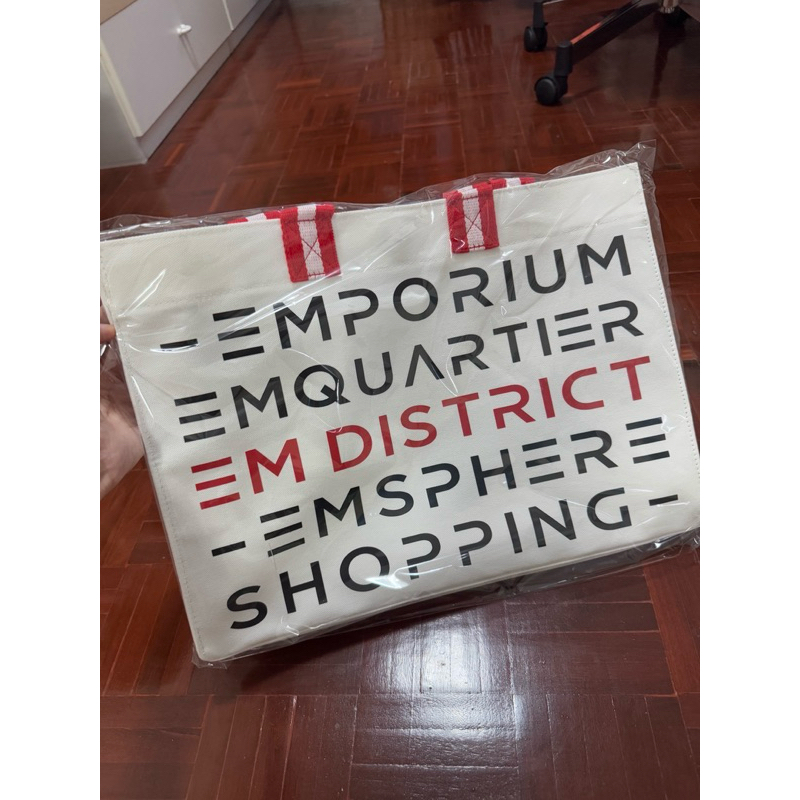 - EMPORIUM
EMQUARTIER
EM DISTRICT
- EMSPHERE
SHOPPING -